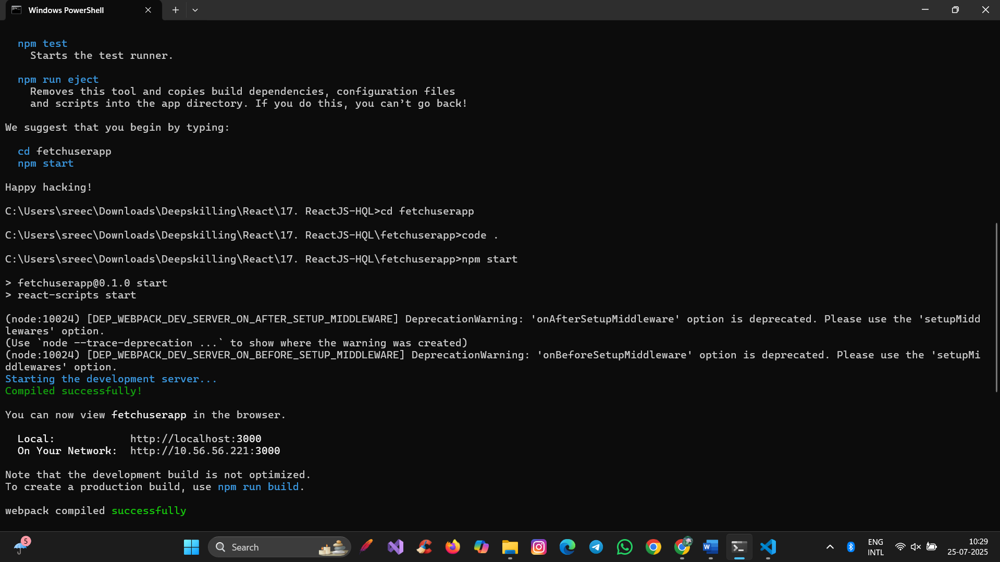 Windows PowerShell
npm test
Starts the test runner.
npm run eject
Removes this tool and copies build dependencies, configuration files
and scripts into the app directory. If you do this, you can’t go back!
We suggest that you begin by typing:
cd fetchuserapp
npm start
Happy hacking!
C:\Users\sreec\Downloads\Deepskilling\React\17. ReactJS-HQL>cd fetchuserapp
C:\Users\sreec\Downloads\Deepskilling\React\17. ReactJS-HQL\fetchuserapp>code .
C:\Users\sreec\Downloads\Deepskilling\React\17. ReactJS-HQL\fetchuserapp>npm start
> fetchuserapp@0.1.0 start
> react-scripts start
(node:10024) [DEP_WEBPACK_DEV_SERVER_ON_AFTER_SETUP_MIDDLEWARE] DeprecationWarning: 'onAfterSetupMiddleware' option is deprecated. Please use the 'setupMidd
lewares' option.
(Use `node --trace-deprecation ...` to show where the warning was created)
(node:10024) [DEP_WEBPACK_DEV_SERVER_ON_BEFORE_SETUP_MIDDLEWARE] DeprecationWarning: 'onBeforeSetupMiddleware' option is deprecated. Please use the 'setupMi
ddlewares' option.
Starting the development server...
Compiled successfully!
You can now view fetchuserapp in the browser.
Local: http://localhost:3000
On Your Network: http://10.56.56.221:3000
Note that the development build is not optimized.
To create a production build, use npm run build.
webpack compiled successfully
5
Search
W
ENG
INTL
10:29
25-07-2025